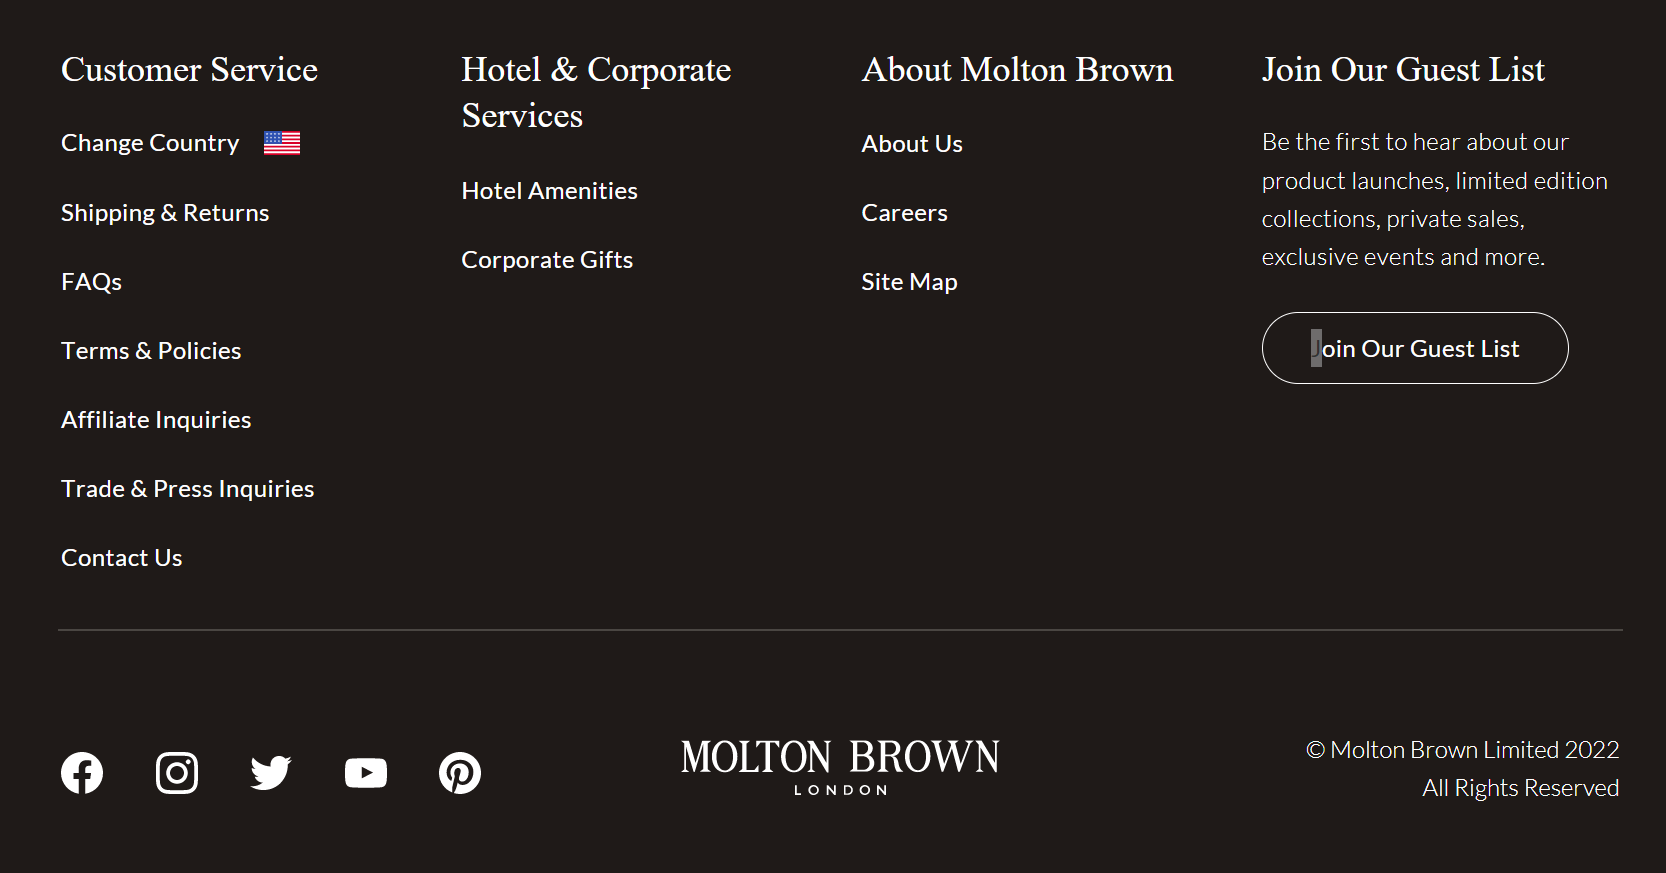 Customer Service
Change Country
Shipping & Returns
FAQs
Terms & Policies
Affiliate Inquiries
Trade & Press Inquiries
Contact Us
Hotel & Corporate
Services
Hotel Amenities
Corporate Gifts
About Molton Brown
About Us
Careers
Site Map
Join Our Guest List
Be the first to hear about our
product launches, limited edition
collections, private sales,
exclusive events and more.
Join Our Guest List
MOLTON BROWN
LONDON
© Molton Brown Limited 2022
All Rights Reserved